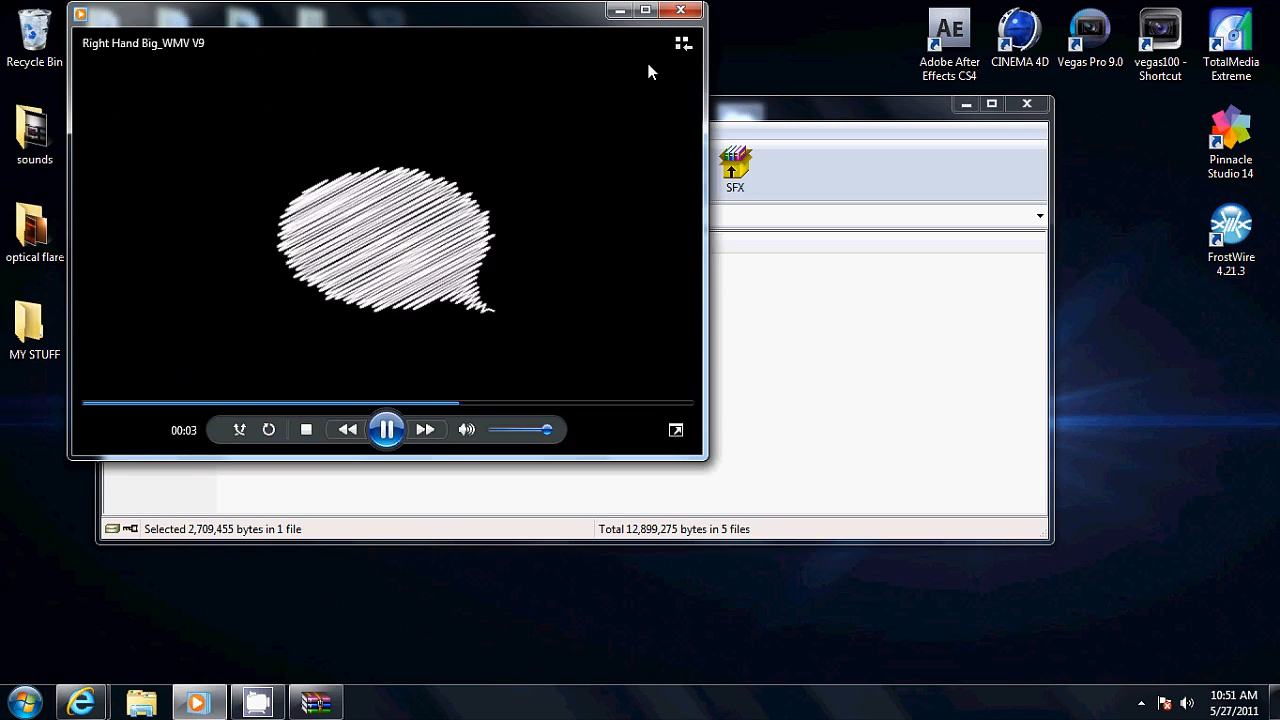 Right Hand Big_WMV V9
00:03
SFX
Selected 2,709,455 bytes in 1 file
Total 12,899,275 bytes in 5 files
Recycle Bin
sounds
optical flare
MY STUFF
AE
Adobe After
Effects CS4
CINEMA 4D
Vegas Pro 9.0
vegas100 -
Shortcut
TotalMedia
Extreme
Pinnacle
Studio 14
FrostWire
4.21.3
10:51 AM
5/27/2011